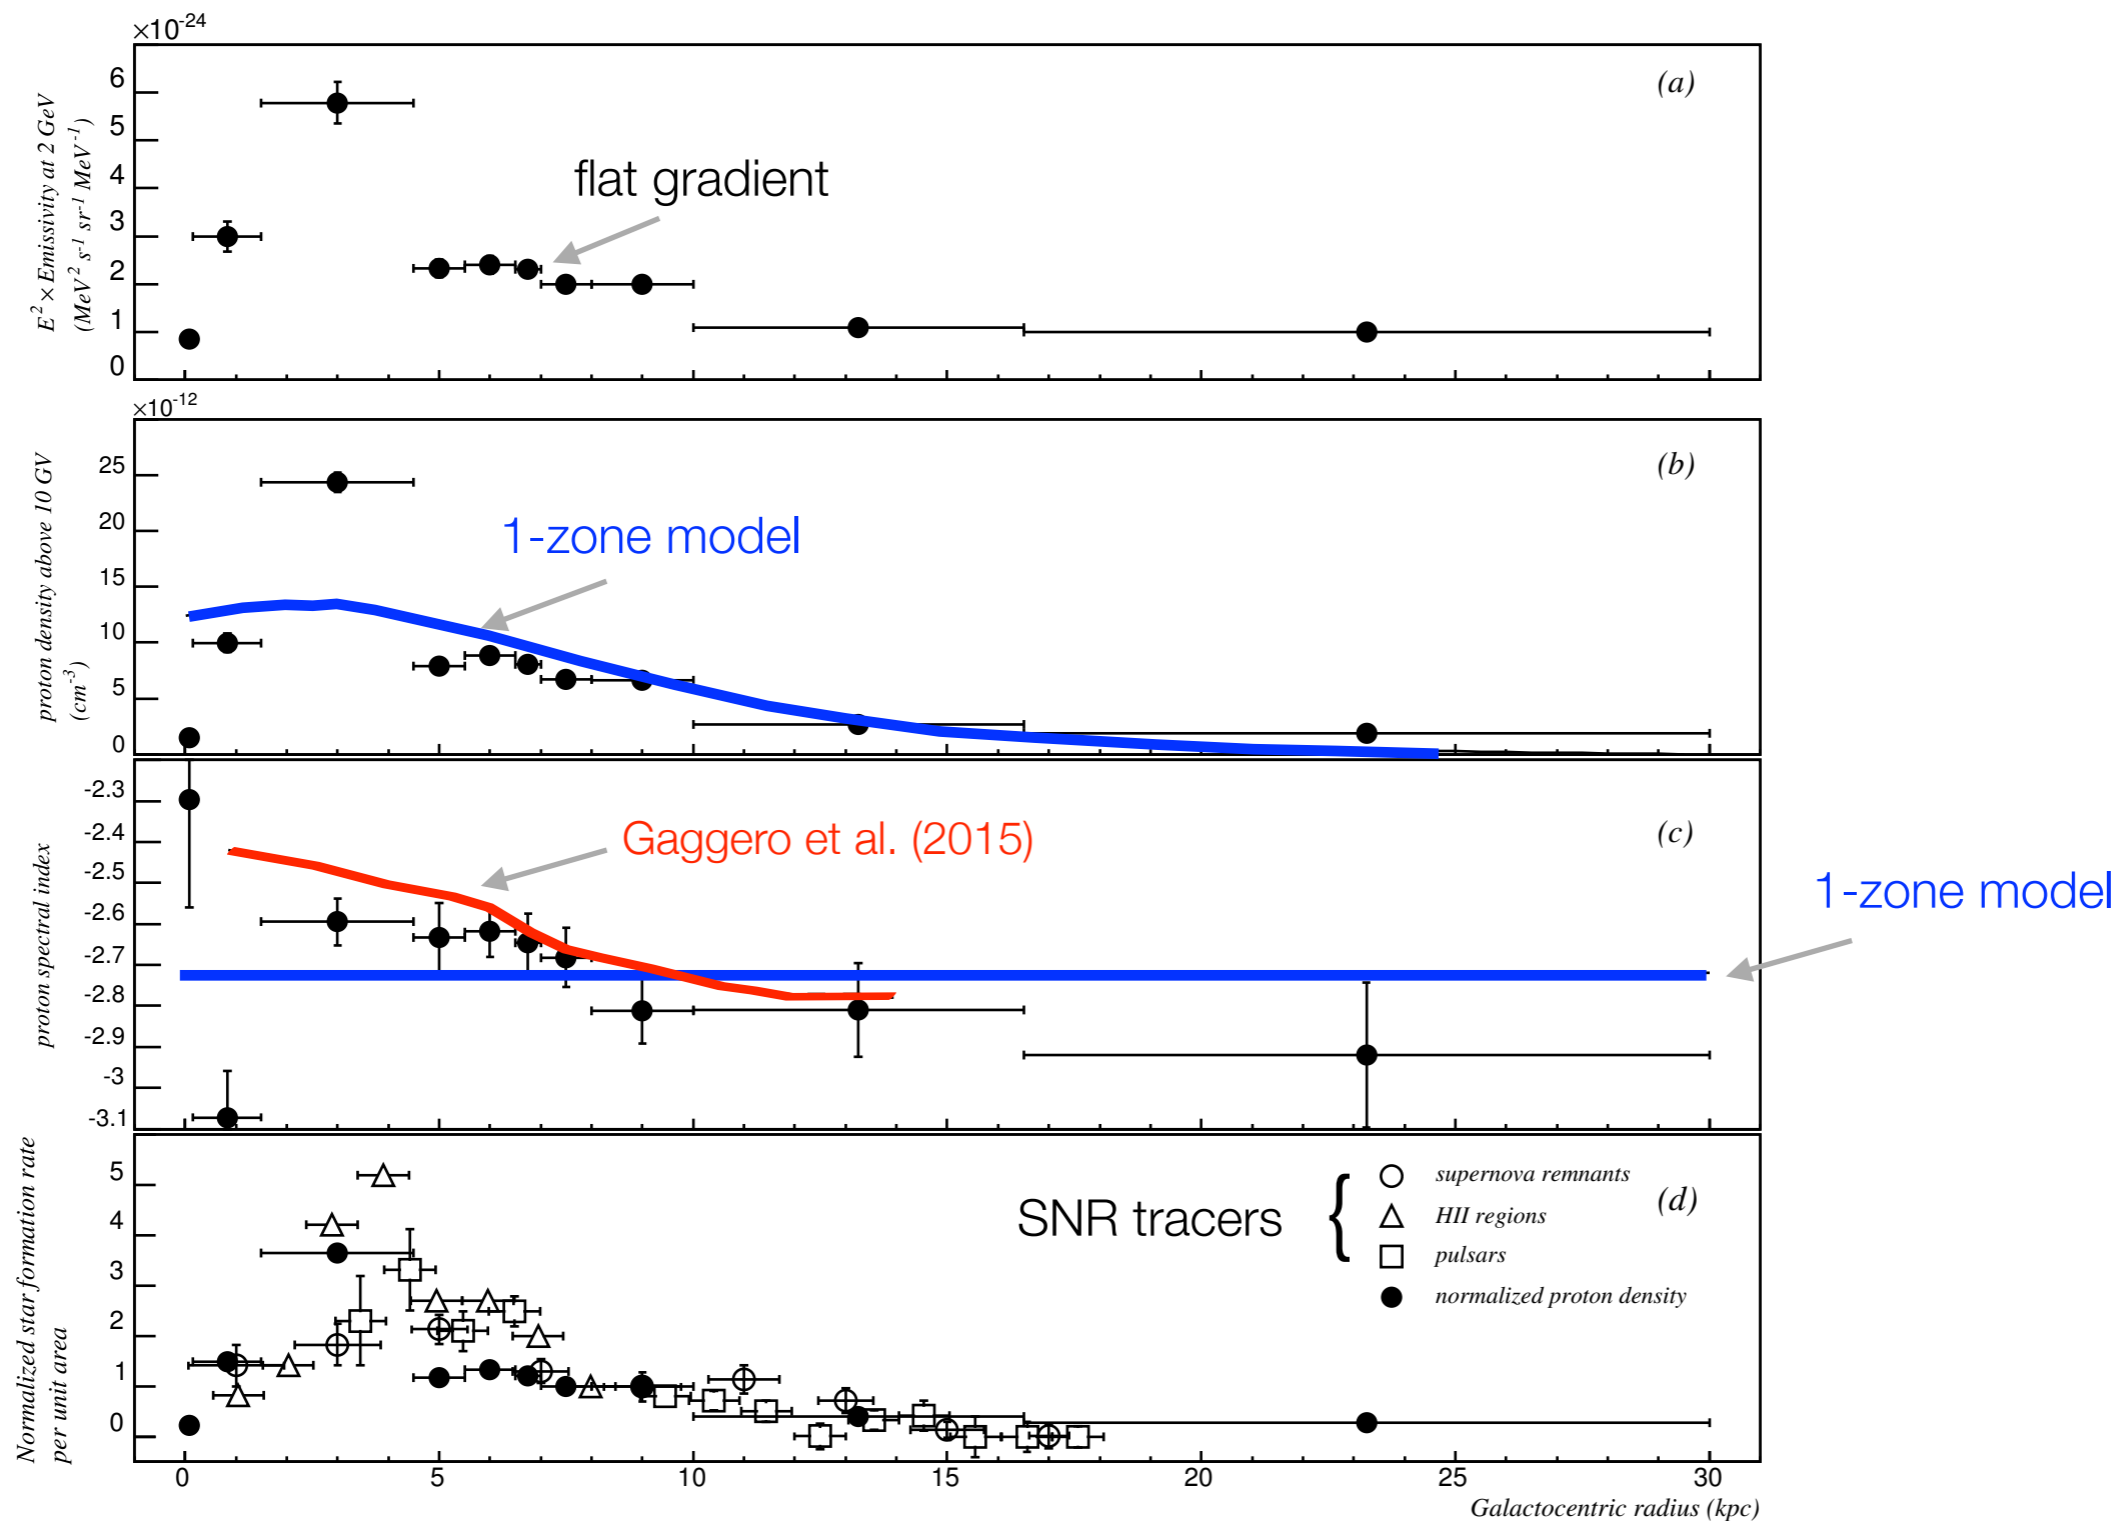 ×10-24
E2 ×Emissivity at 2 GeV
(MeV2 s-1 sr-1 MeV-1)
6
5
4
3
2
1
0
(a)
flat gradient
×10-12
proton density above 10 GV
(cm-3)
25
20
15
10
5
0
(b)
1-zone model
proton spectral index
-2.3
-2.4
-2.5
-2.6
-2.7
-2.8
-2.9
-3
-3.1
(c)
Gaggero et al. (2015)
1-zone model
Normalized star formation rate
per unit area
5
4
3
2
1
0
SNR tracers {
supernova remnants
HII regions
pulsars
normalized proton density
(d)
0 5 10 15 20 25 30
Galactocentric radius (kpc)